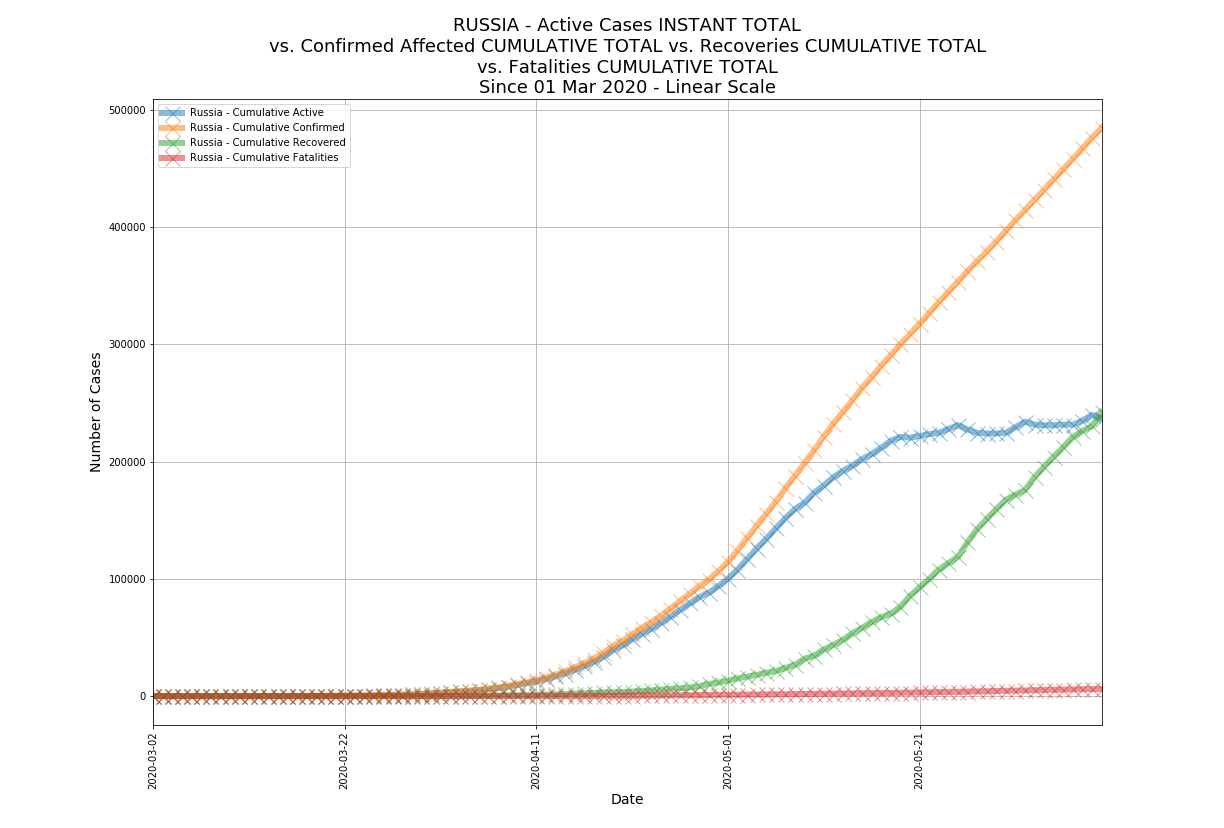 RUSSIA - Active Cases INSTANT TOTAL
vs. Confirmed Affected CUMULATIVE TOTAL vs. Recoveries CUMULATIVE TOTAL
vs. Fatalities CUMULATIVE TOTAL
Since 01 Mar 2020 - Linear Scale
Russia - Cumulative Active
Russia - Cumulative Confirmed
Russia - Cumulative Recovered
Russia - Cumulative Fatalities
Number of Cases
500000
400000
300000
200000
100000
0
2020-03-02
2020-03-22
2020-04-11
2020-05-01
2020-05-21
Date